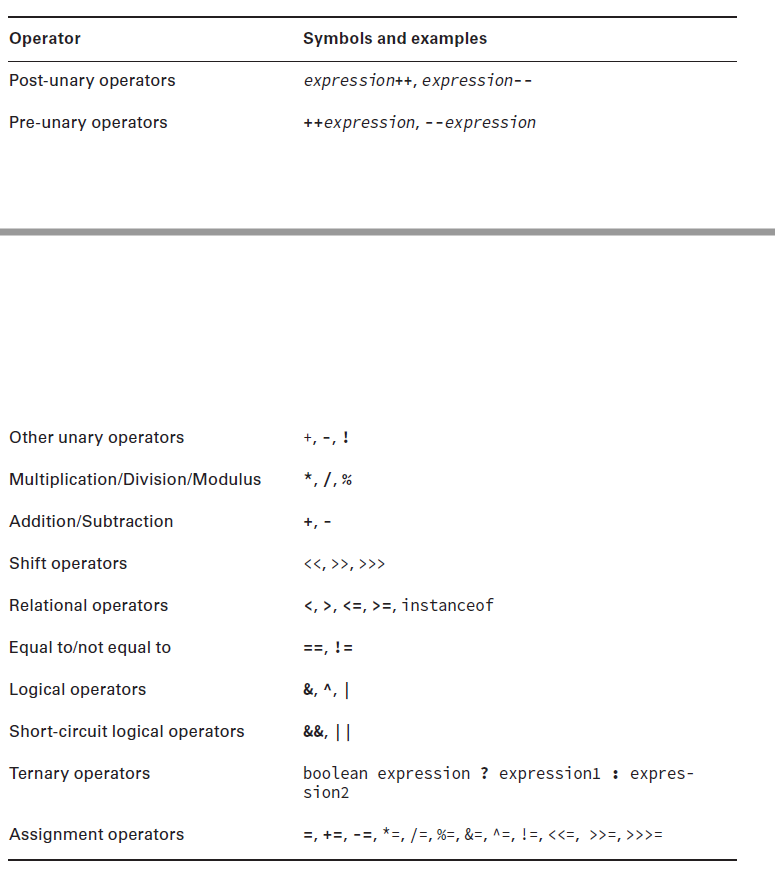 Operator Symbols and examples
Post-unary operators expression++, expression--
Pre-unary operators ++expression, --expression
Other unary operators +, -, !
Multiplication/Division/Modulus *, /, %
Addition/Subtraction +, -
Shift operators <<, >>, >>>
Relational operators <, >, <=, >=, instanceof
Equal to/not equal to ==, !=
Logical operators &, ^, |
Short-circuit logical operators &&, ||
Ternary operators boolean expression ? expression1 : expres-
sion2
Assignment operators =, +=, -=, *=, /=, %=, &=, ^=, !=, <<=, >>=, >>>=